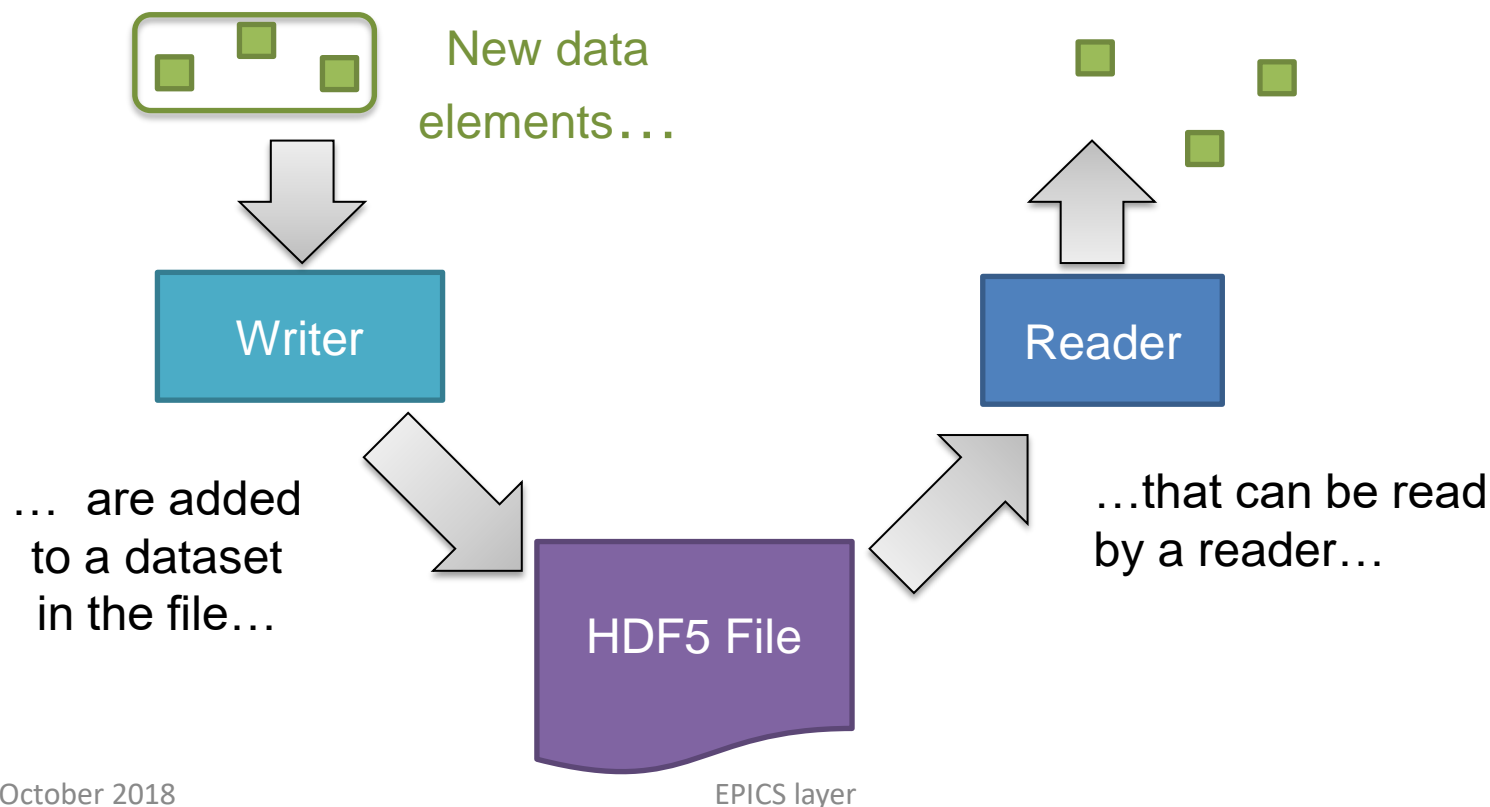 New data
elements…
Writer
Reader
… are added
to a dataset
in the file…
…that can be read
by a reader…
HDF5 File
October 2018
EPICS layer